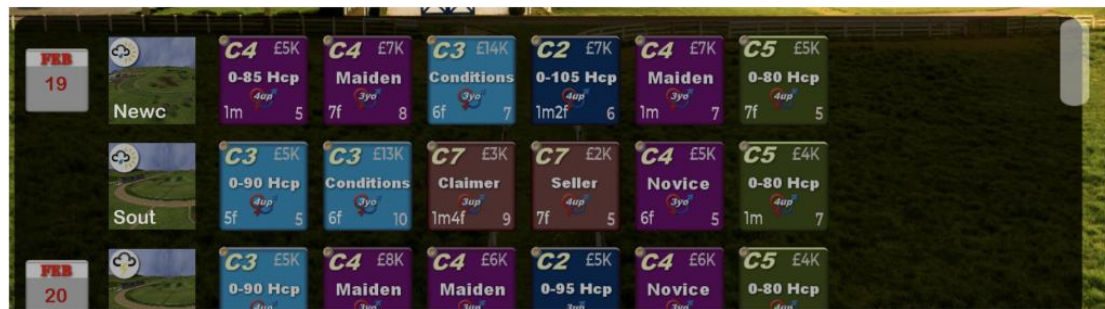 FEB
19
Newc
C4 £5K
0-85 Hcp
4up
1m 5
C4 £7K
Maiden
3yo
7f 8
C3 £14K
Conditions
3yo
6f 7
C2 £7K
0-105 Hcp
4up
1m2f 6
C4 £7K
Maiden
3yo
1m 7
C5 £5K
0-80 Hcp
4up
7f 5
Sout
C3 £5K
0-90 Hcp
4up
5f 5
C3 £13K
Conditions
3yo
6f 10
C7 £3K
Claimer
3up
1m4f 9
C7 £2K
Seller
4up
7f 5
C4 £5K
Novice
3yo
6f 5
C5 £4K
0-80 Hcp
4up
1m 7
FEB
20
C3 £5K
0-90 Hcp
4up
C4 £8K
Maiden
3yo
C4 £6K
Maiden
C2 £5K
0-95 Hcp
C4 £6K
Novice
3yo
C5 £4K
0-80 Hcp
4up